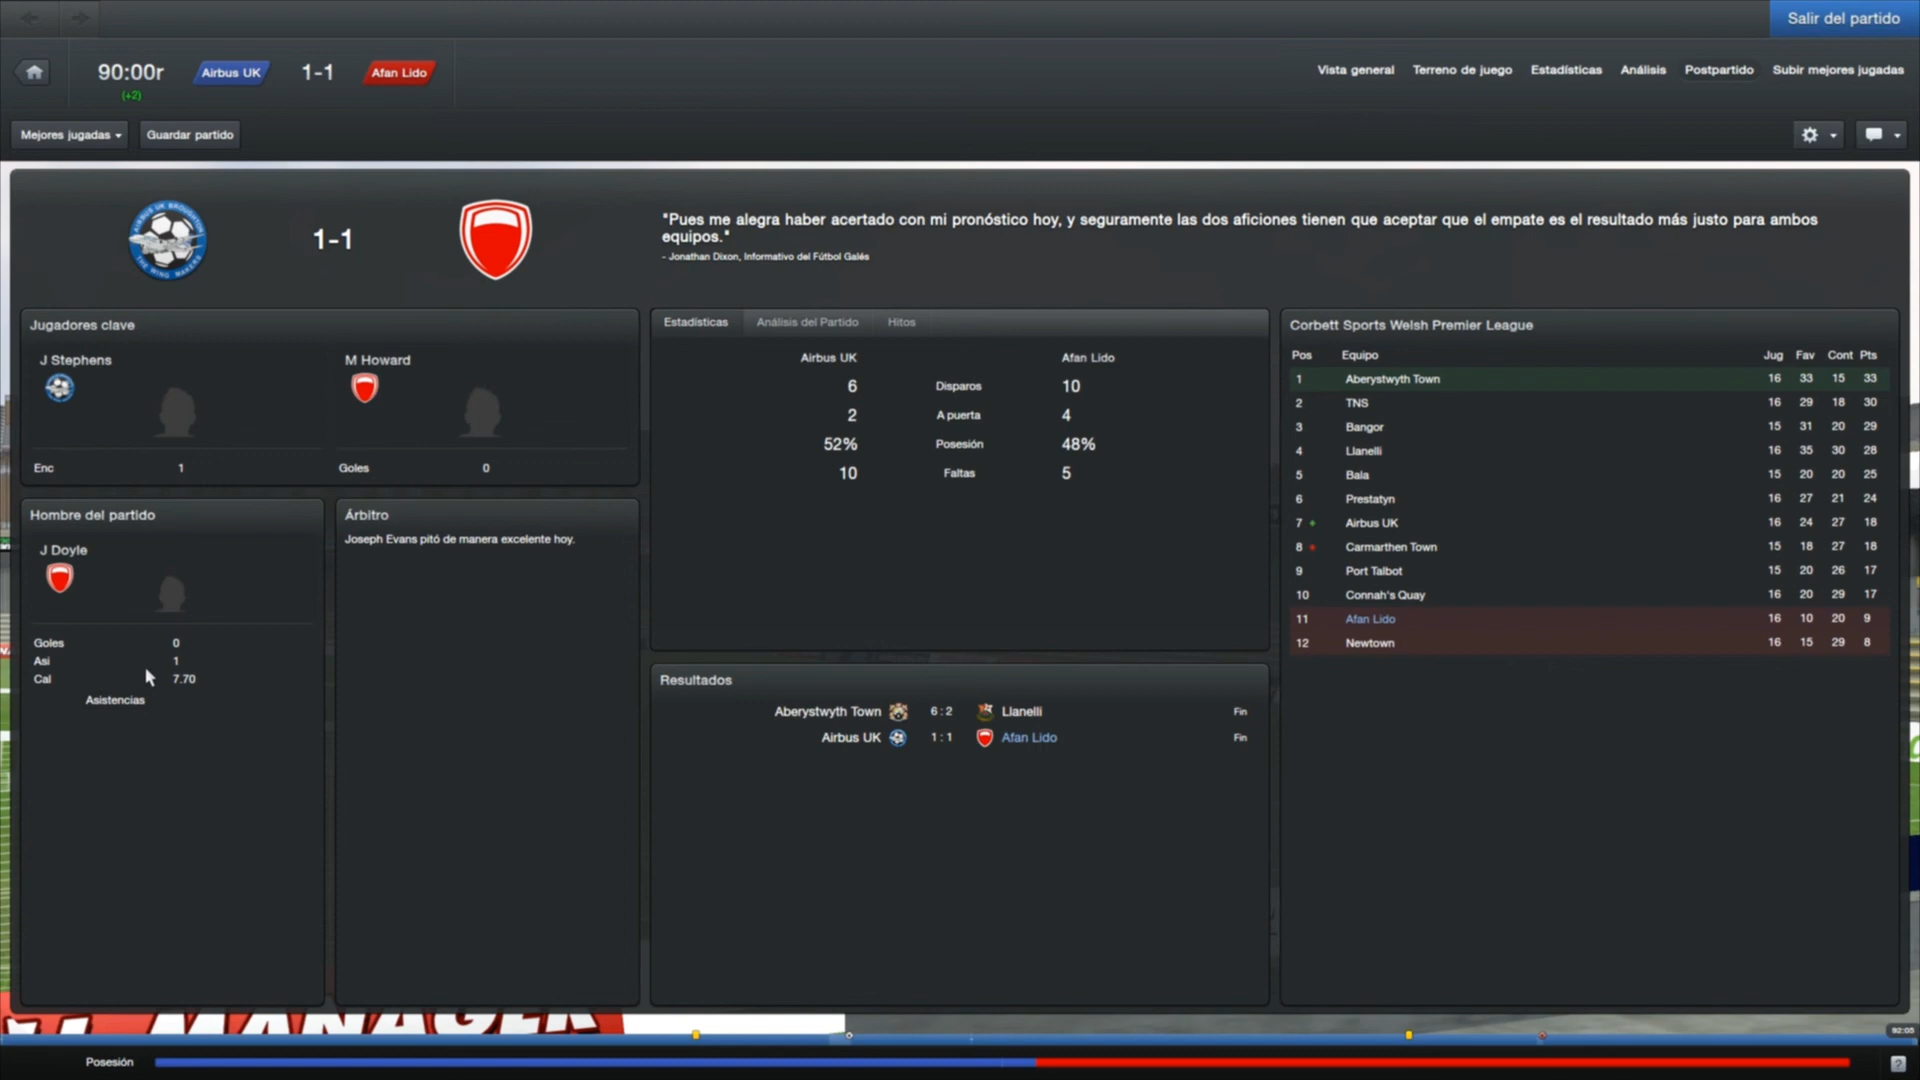 Salir del partido
90:00r
(+2)
Airbus UK
1-1
Afan Lido
Vista general
Terreno de juego
Estadísticas
Análisis
Postpartido
Subir mejores jugadas
Mejores jugadas
Guardar partido
AIRBUS UK BROUGHTON
THE WING MAKERS
1-1
"Pues me alegra haber acertado con mi pronóstico hoy, y seguramente las dos aficiones tienen que aceptar que el empate es el resultado más justo para ambos
equipos."
- Jonathan Dixon, Informativo del Fútbol Galés
Jugadores clave
J Stephens
M Howard
Enc 1
Goles 0
Hombre del partido
J Doyle
Goles 0
Asi 1
Cal 7.70
Asistencias
Árbitro
Joseph Evans pitó de manera excelente hoy.
Estadísticas
Análisis del Partido
Hitos
Airbus UK Afan Lido
6 Disparos 10
2 A puerta 4
52% Posesión 48%
10 Faltas 5
Resultados
Aberystwyth Town 6 : 2 Llanelli Fin
Airbus UK 1 : 1 Afan Lido Fin
Corbett Sports Welsh Premier League
Pos Equipo Jug Fav Cont Pts
1 Aberystwyth Town 16 33 15 33
2 TNS 16 29 18 30
3 Bangor 15 31 20 29
4 Llanelli 16 35 30 28
5 Bala 15 20 20 25
6 Prestatyn 16 27 21 24
7 Airbus UK 16 24 27 18
8 Carmarthen Town 15 18 27 18
9 Port Talbot 15 20 26 17
10 Connah's Quay 16 20 29 17
11 Afan Lido 16 10 20 9
12 Newtown 16 15 29 8
MANAGER
92:05
Posesión
?